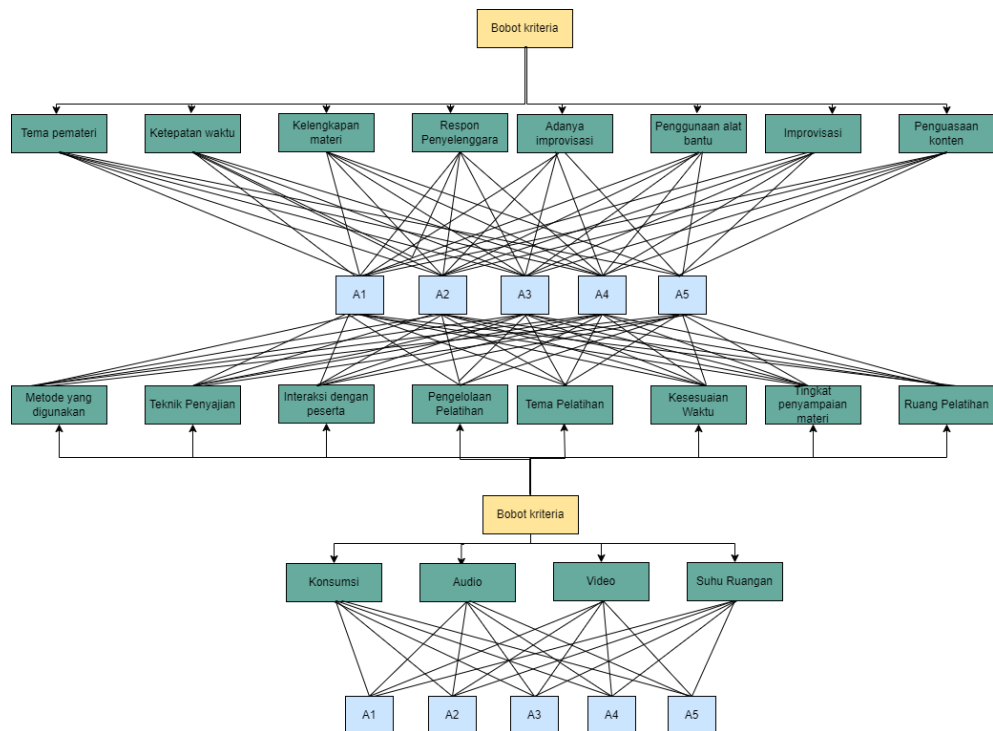 Bobot kriteria
Tema pemateri
Ketepatan waktu
Kelengkapan
materi
Respon
Penyelenggara
Adanya
improvisasi
Penggunaan alat
bantu
Improvisasi
Penguasaan
konten
A1
A2
A3
A4
A5
Metode yang
digunakan
Teknik Penyajian
Interaksi dengan
peserta
Pengelolaan
Pelatihan
Tema Pelatihan
Kesesuaian
Waktu
Tingkat
penyampaian
materi
Ruang Pelatihan
Bobot kriteria
Konsumsi
Audio
Video
Suhu Ruangan
A1
A2
A3
A4
A5